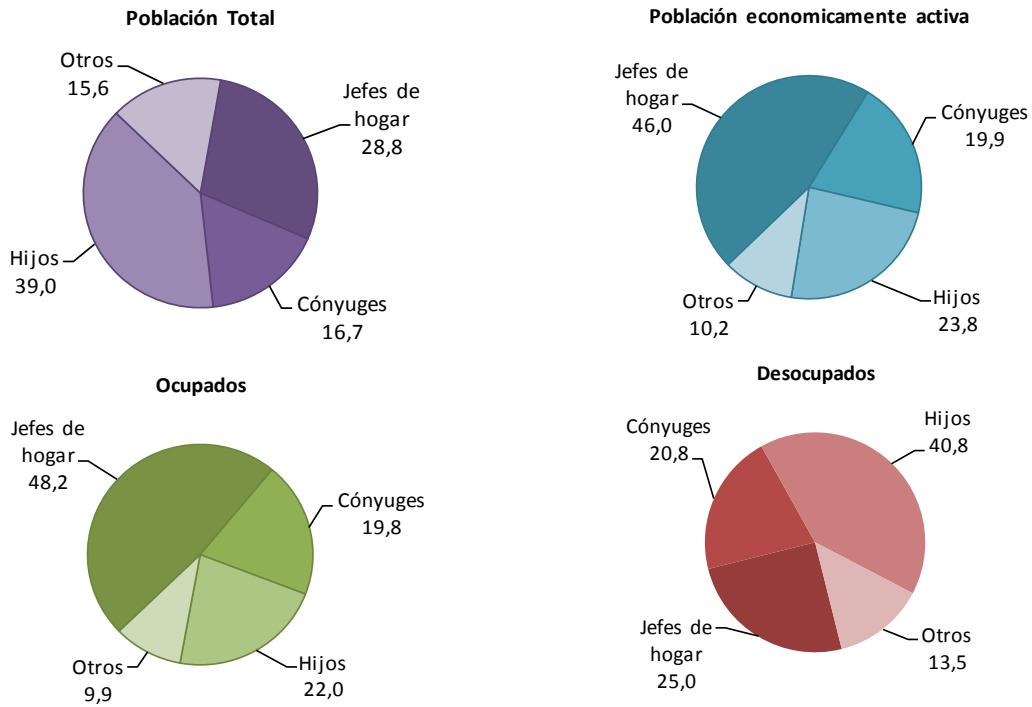 Población Total
Otros
15,6
Jefes de
hogar
28,8
Hijos
39,0
Cónyuges
16,7
Población economicamente activa
Jefes de
hogar
46,0
Cónyuges
19,9
Otros
10,2
Hijos
23,8
Ocupados
Jefes de
hogar
48,2
Cónyuges
19,8
Otros
9,9
Hijos
22,0
Desocupados
Cónyuges
20,8
Hijos
40,8
Jefes de
hogar
25,0
Otros
13,5